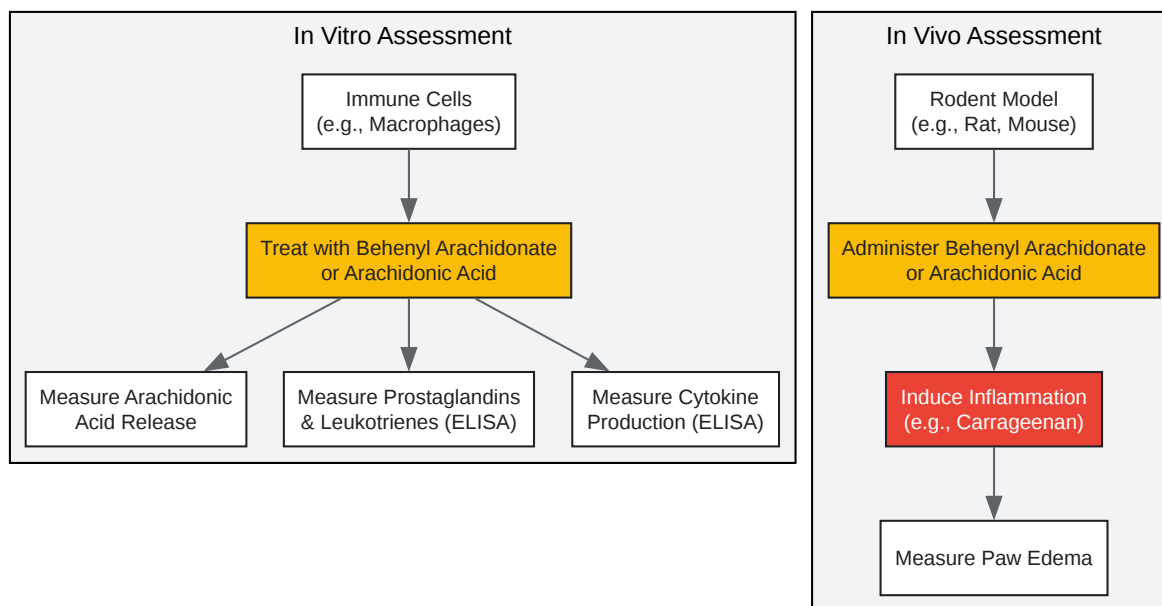 In Vitro Assessment
Immune Cells
(e.g., Macrophages)
Treat with Behenyl Arachidonate
or Arachidonic Acid
Measure Arachidonic
Acid Release
Measure Prostaglandins
& Leukotrienes (ELISA)
Measure Cytokine
Production (ELISA)
In Vivo Assessment
Rodent Model
(e.g., Rat, Mouse)
Administer Behenyl Arachidonate
or Arachidonic Acid
Induce Inflammation
(e.g., Carrageenan)
Measure Paw Edema